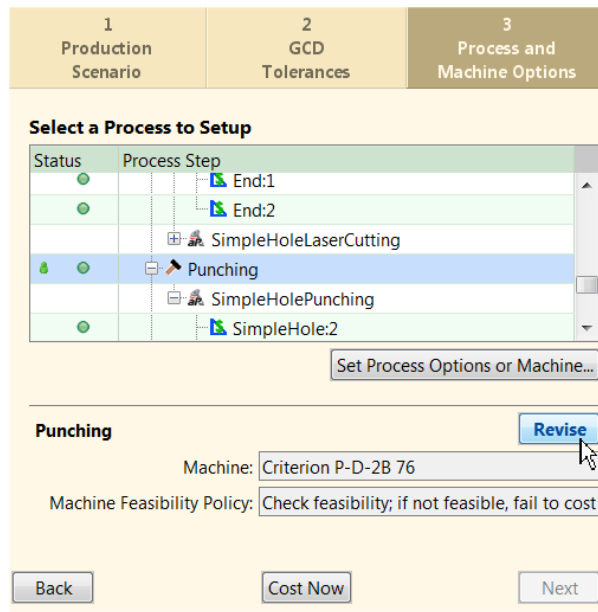 1
Production
Scenario
2
GCD
Tolerances
3
Process and
Machine Options
Select a Process to Setup
Status Process Step
End:1
End:2
SimpleHoleLaserCutting
Punching
SimpleHolePunching
SimpleHole:2
Set Process Options or Machine...
Punching Revise
Machine: Criterion P-D-2B 76
Machine Feasibility Policy: Check feasibility; if not feasible, fail to cost
Back Cost Now Next